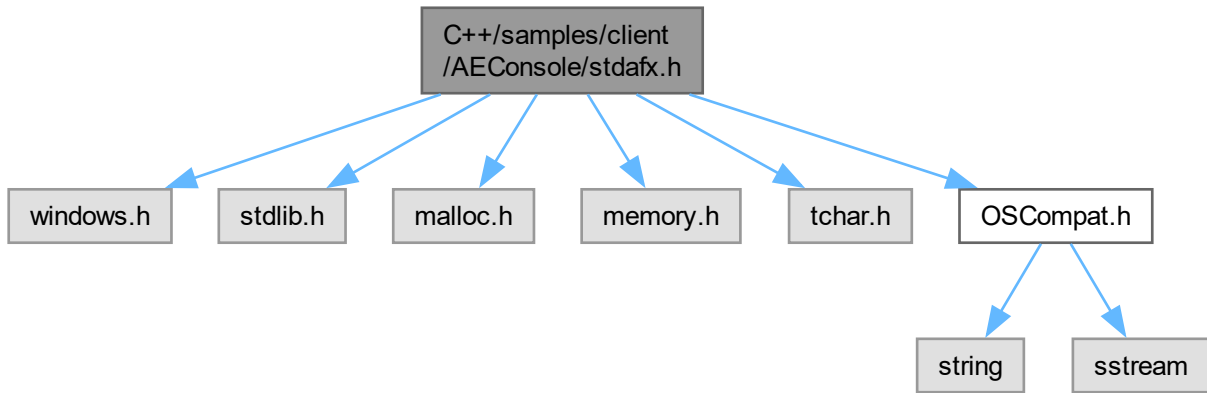 C++/samples/client
/AEConsole/stdafx.h
windows.h
stdlib.h
malloc.h
memory.h
tchar.h
OSCompat.h
string
sstream